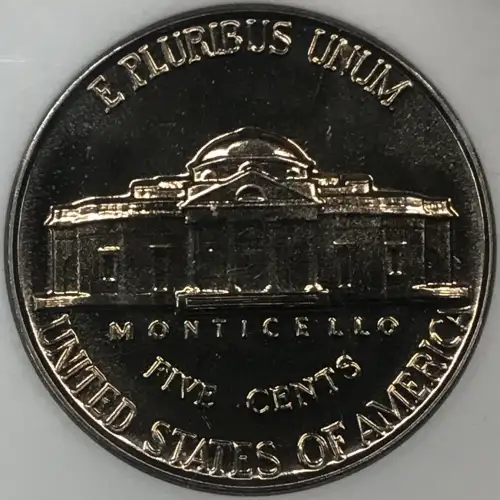 E PLURIBUS UNUM
MONTICELLO
FIVE CENTS
UNITED STATES OF AMERICA